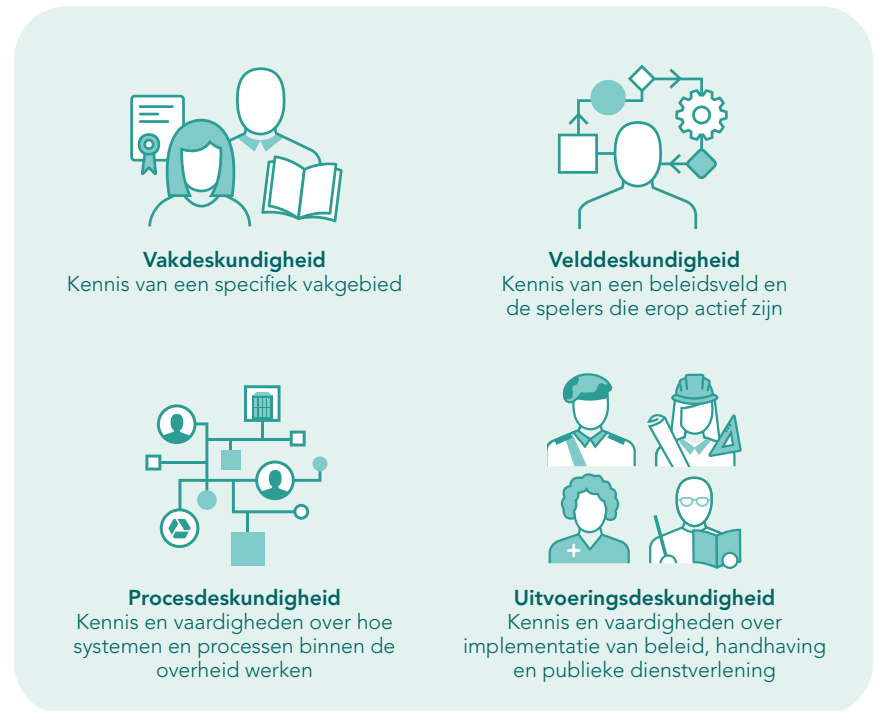 Vakdeskundigheid
Kennis van een specifiek vakgebied
Velddeskundigheid
Kennis van een beleidsveld en
de spelers die erop actief zijn
Procesdeskundigheid
Kennis en vaardigheden over hoe
systemen en processen binnen de
overheid werken
Uitvoeringsdeskundigheid
Kennis en vaardigheden over
implementatie van beleid, handhaving
en publieke dienstverlening